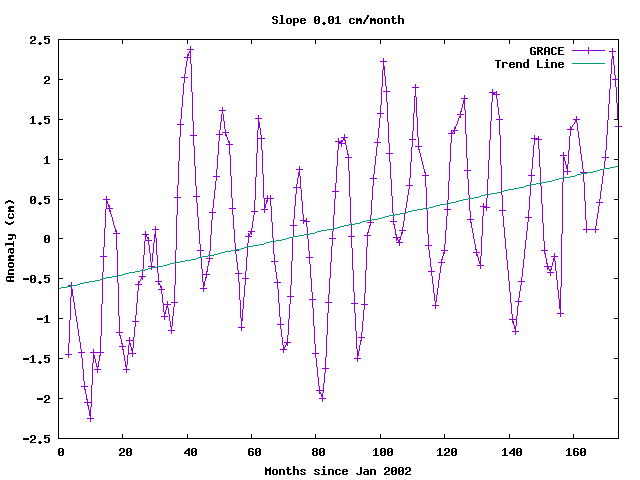 Slope 0.01 cm/month
GRACE
Trend Line
2.5
2
1.5
1
0.5
0
-0.5
-1
-1.5
-2
-2.5
Anomaly (cm)
0 20 40 60 80 100 120 140 160
Months since Jan 2002